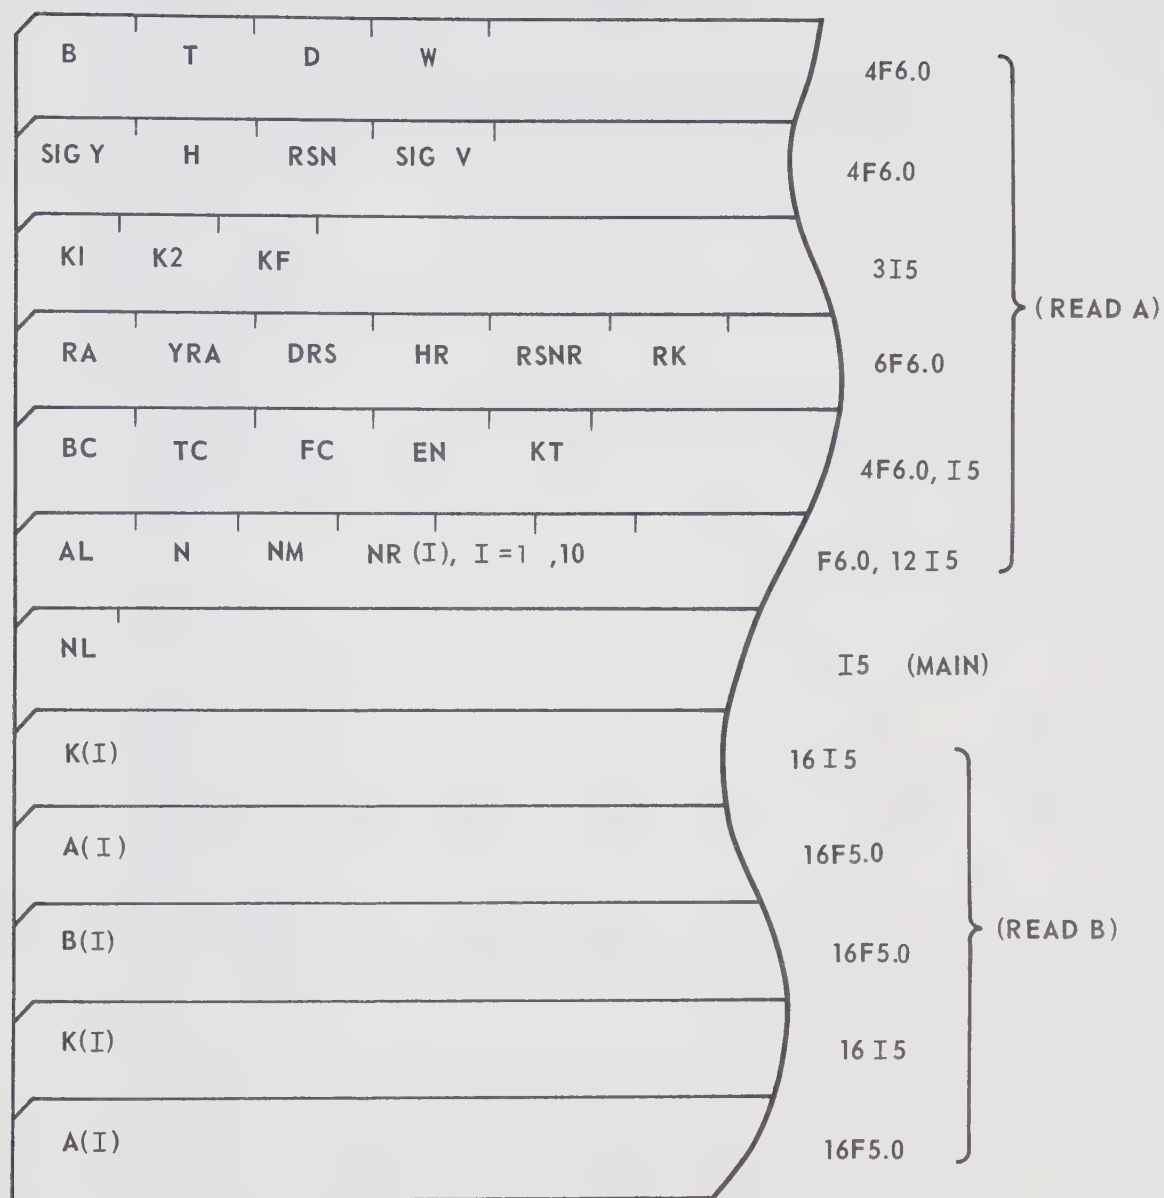 B T D W 4F6.0
SIG Y H RSN SIG V 4F6.0
K1 K2 KF 3I5
(READ A)
RA YRA DRS HR RSNR RK 6F6.0
BC TC FC EN KT 4F6.0, I5
AL N NM NR (I), I =1 ,10 F6.0, 12 I5
NL I5 (MAIN)
K(I) 16 I5
A(I) 16F5.0
(READ B)
B(I) 16F5.0
K(I) 16 I5
A(I) 16F5.0